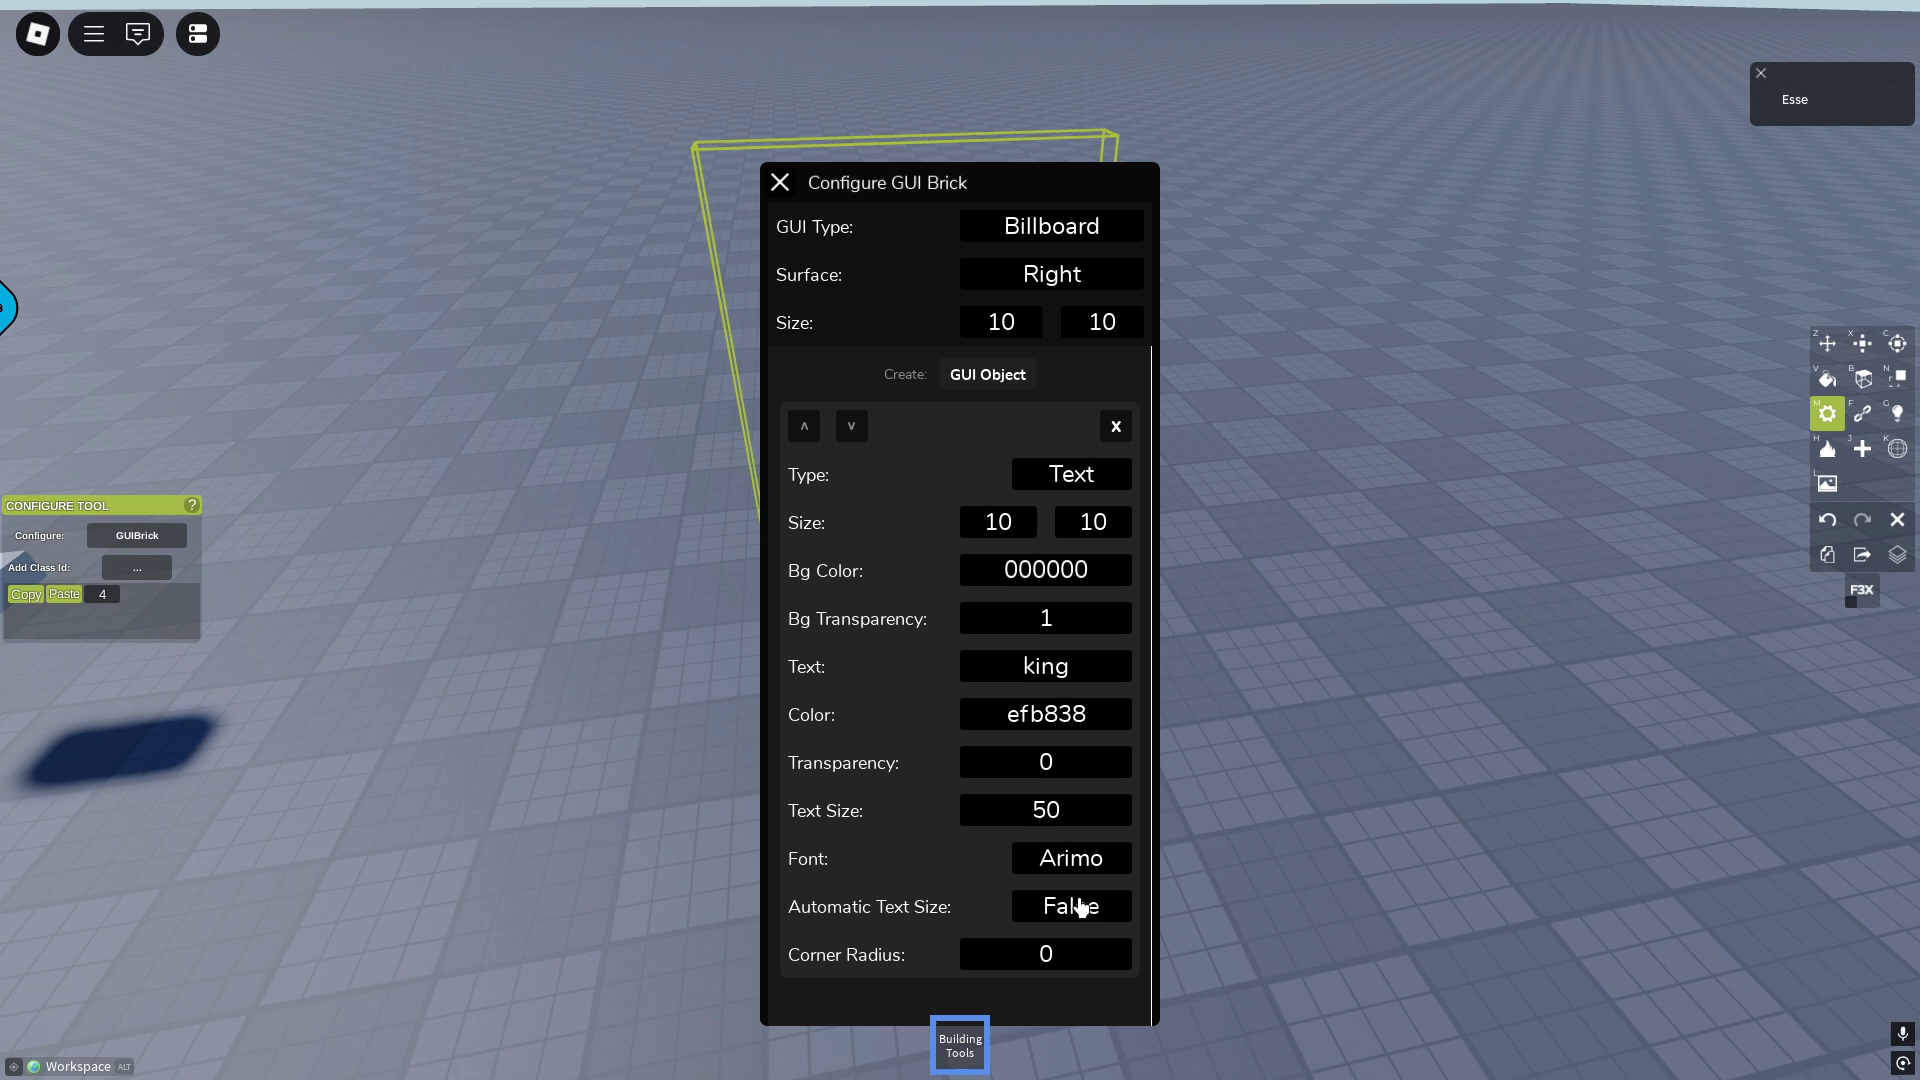 Esse
Configure GUI Brick
GUI Type: Billboard
Surface: Right
Size: 10 10
Create: GUI Object
^ v x
Type: Text
Size: 10 10
Bg Color: 000000
Bg Transparency: 1
Text: king
Color: efb838
Transparency: 0
Text Size: 50
Font: Arimo
Automatic Text Size: False
Corner Radius: 0
CONFIGURE TOOL ?
Configure: GUIBrick
Add Class Id: ...
Copy Paste 4
Z X C
V B N
M F G
H J K
L
F3X
Building
Tools
Workspace ALT